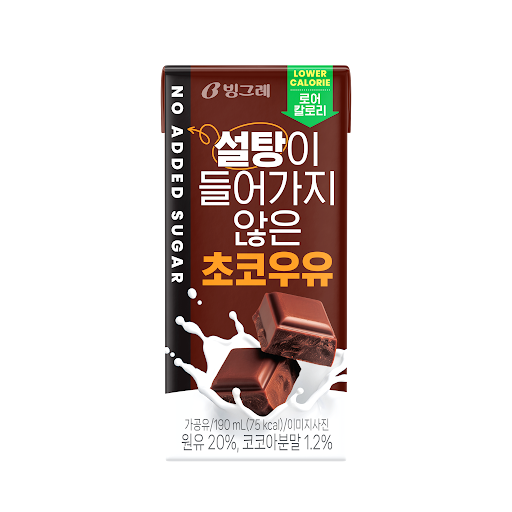 빙그레
LOWER
CALORIE
로어
칼로리
NO ADDED SUGAR
설탕이
들어가지
않은
초코우유
가공유/190 mL(75 kcal)/이미지사진
원유 20%, 코코아분말 1.2%